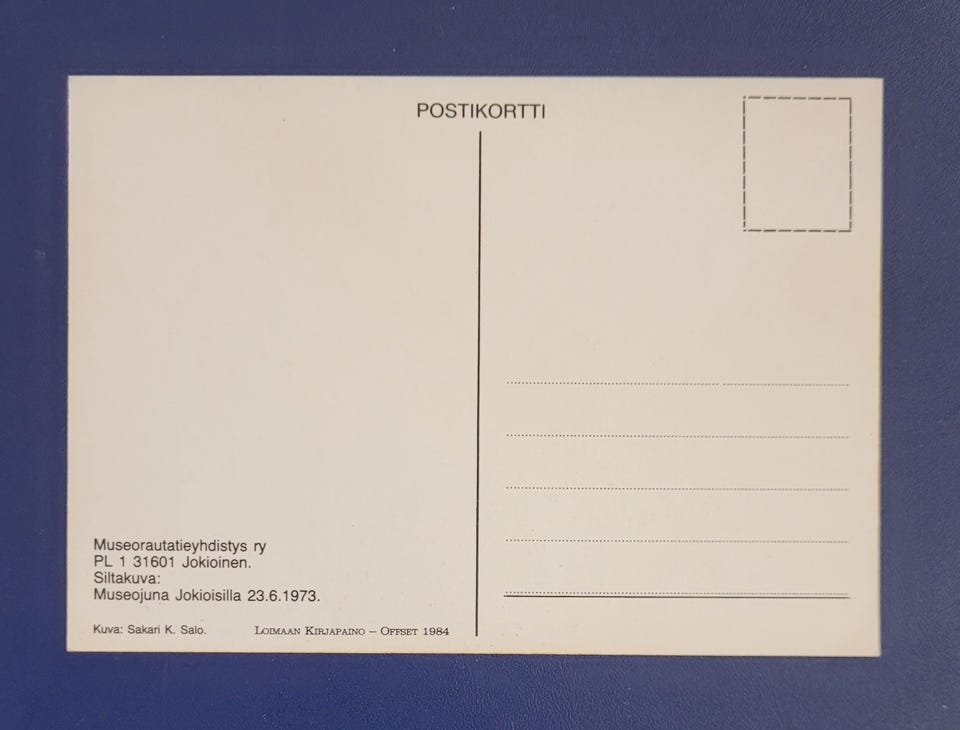 POSTIKORTTI
Museorautatieyhdistys ry
PL 1 31601 Jokioinen.
Siltakuva:
Museojuna Jokioisilla 23.6.1973.
Kuva: Sakari K. Salo.
LOIMAAN KIRJAPAINO – OFFSET 1984